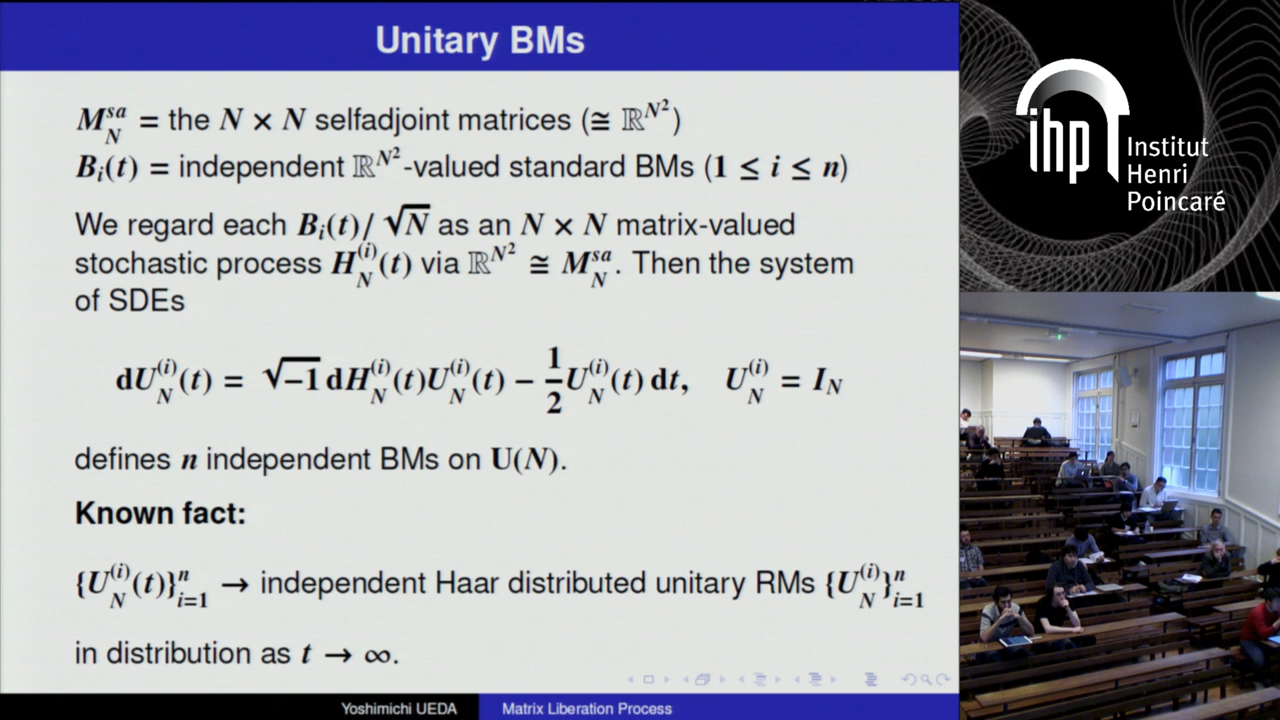 Unitary BMs
M_N^{sa} = the N × N selfadjoint matrices (≅ ℝ^{N²})
B_i(t) = independent ℝ^{N²}-valued standard BMs (1 ≤ i ≤ n)
We regard each B_i(t)/√N as an N × N matrix-valued
stochastic process H_N^{(i)}(t) via ℝ^{N²} ≅ M_N^{sa}. Then the system
of SDEs
dU_N^{(i)}(t) = √−1 dH_N^{(i)}(t)U_N^{(i)}(t) − 1/2 U_N^{(i)}(t) dt, U_N^{(i)} = I_N
defines n independent BMs on U(N).
Known fact:
{U_N^{(i)}(t)}_{i=1}^n → independent Haar distributed unitary RMs {U_N^{(i)}}_{i=1}^n
in distribution as t → ∞.
Yoshimichi UEDA Matrix Liberation Process
ihp
Institut
Henri
Poincaré